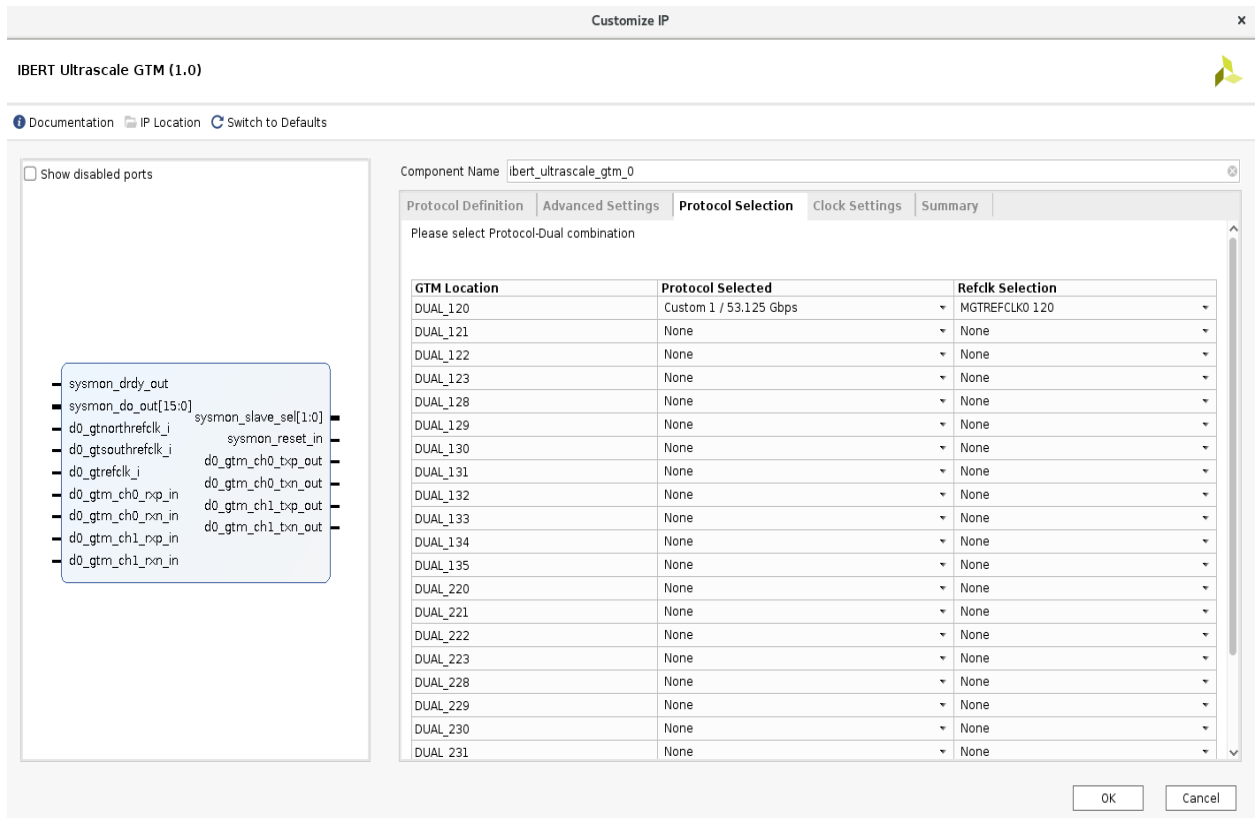 Customize IP
IBERT Ultrascale GTM (1.0)
Documentation IP Location Switch to Defaults
Show disabled ports
sysmon_drdy_out
sysmon_do_out[15:0]
d0_gtnorthrefclk_i
d0_gtsouthrefclk_i
d0_gtrefclk_i
d0_gtm_ch0_rxp_in
d0_gtm_ch0_rxn_in
d0_gtm_ch1_rxp_in
d0_gtm_ch1_rxn_in
sysmon_slave_sel[1:0]
sysmon_reset_in
d0_gtm_ch0_txp_out
d0_gtm_ch0_txn_out
d0_gtm_ch1_txp_out
d0_gtm_ch1_txn_out
Component Name ibert_ultrascale_gtm_0
Protocol Definition Advanced Settings Protocol Selection Clock Settings Summary
Please select Protocol-Dual combination
GTM Location Protocol Selected Refclk Selection
DUAL_120 Custom 1 / 53.125 Gbps MGTREFCLK0 120
DUAL_121 None None
DUAL_122 None None
DUAL_123 None None
DUAL_128 None None
DUAL_129 None None
DUAL_130 None None
DUAL_131 None None
DUAL_132 None None
DUAL_133 None None
DUAL_134 None None
DUAL_135 None None
DUAL_220 None None
DUAL_221 None None
DUAL_222 None None
DUAL_223 None None
DUAL_228 None None
DUAL_229 None None
DUAL_230 None None
DUAL_231 None None
OK Cancel